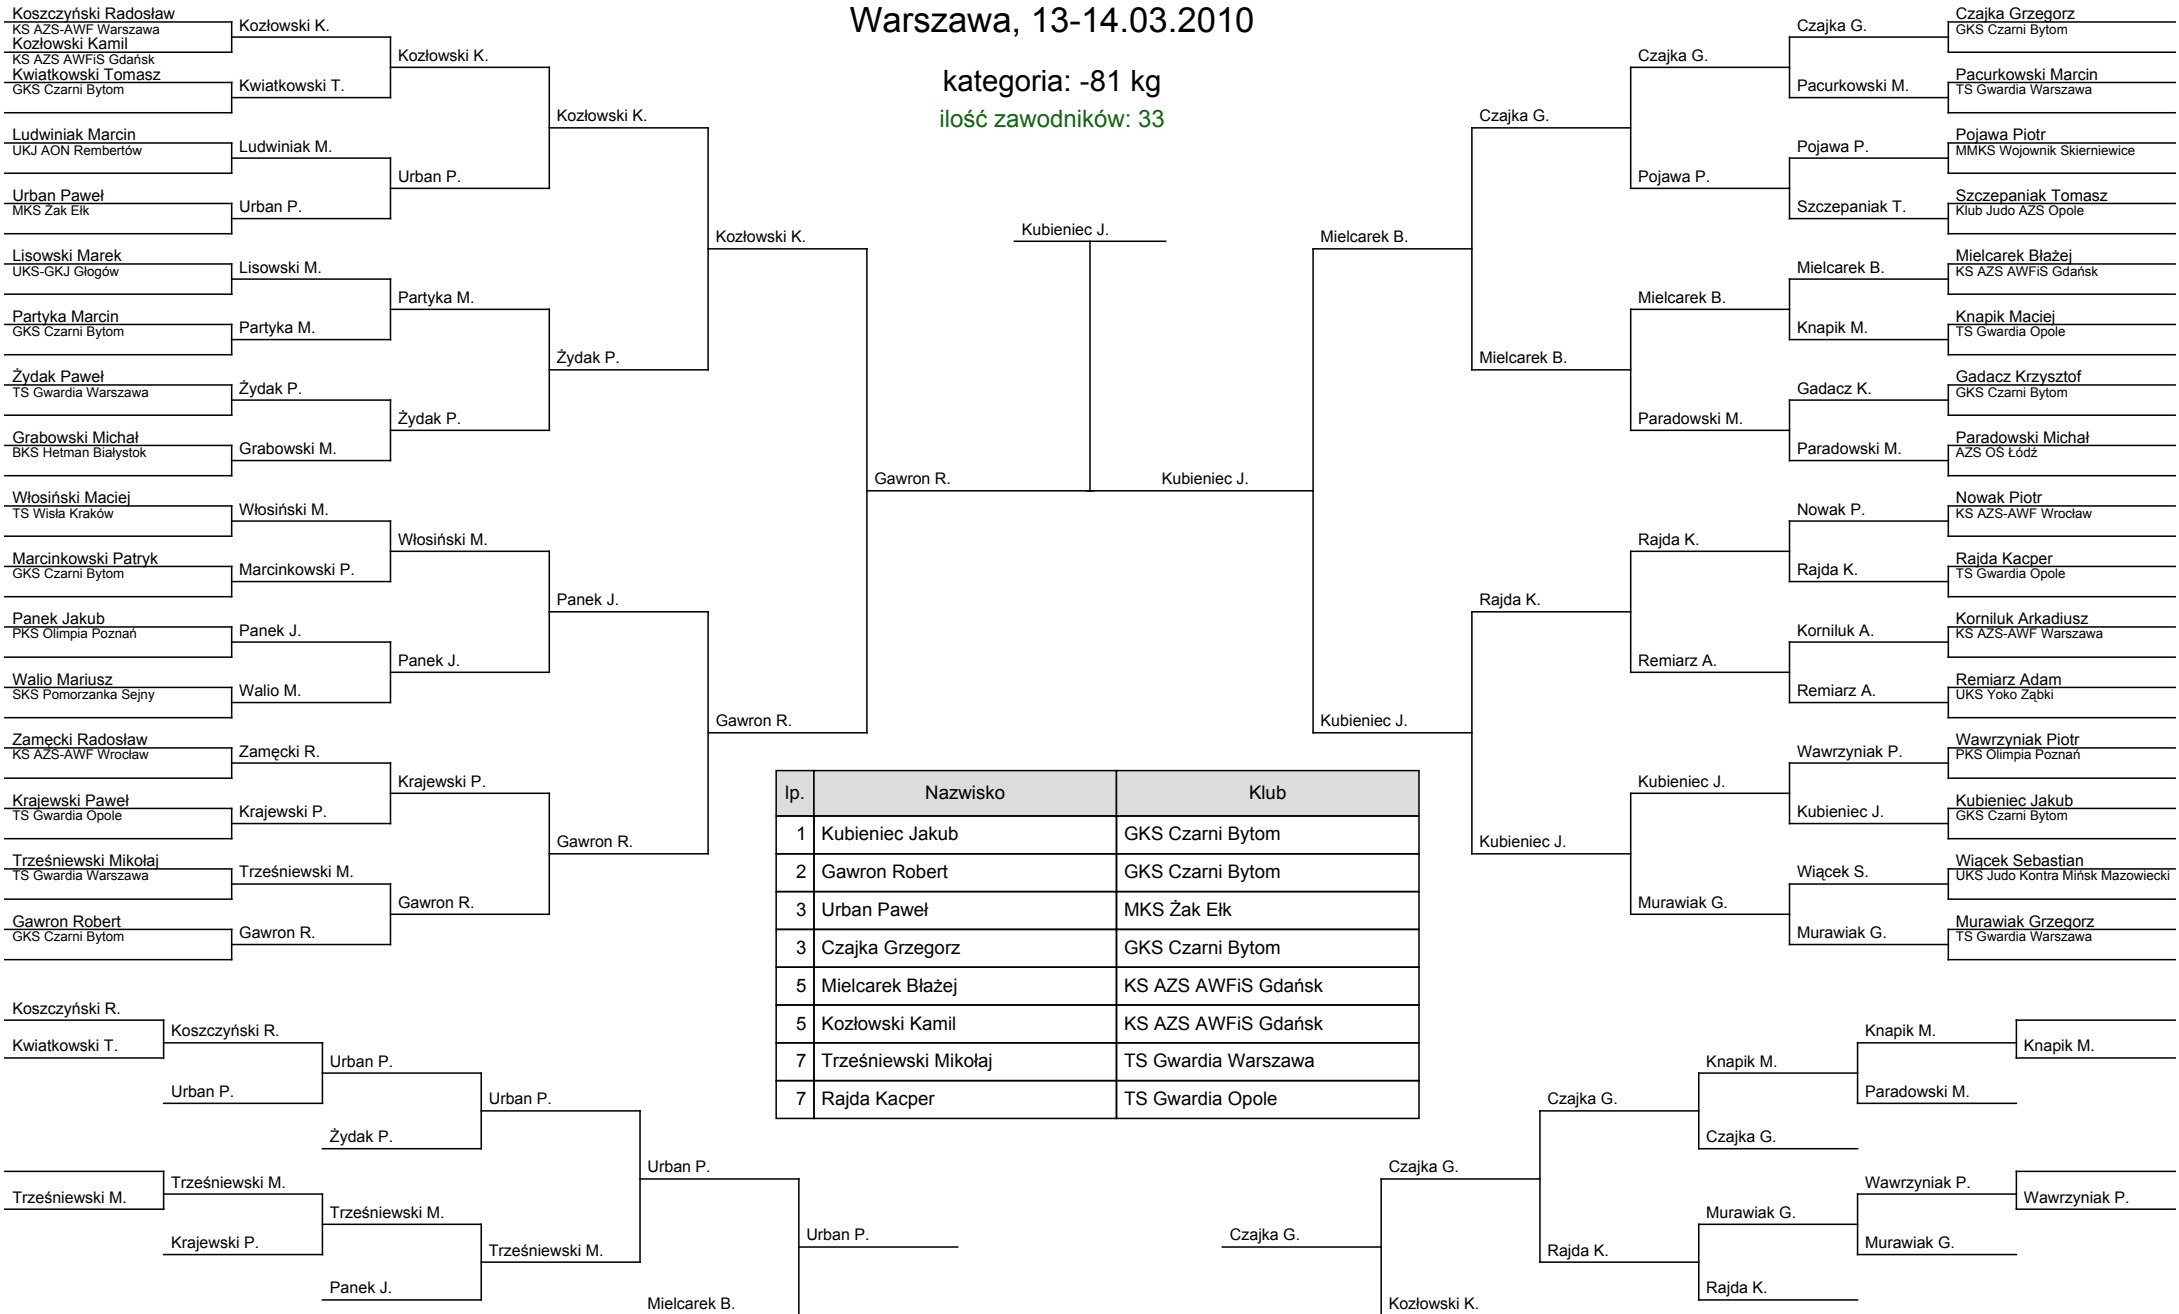 Warszawa, 13-14.03.2010
kategoria: -81 kg
ilość zawodników: 33
Koszczyński Radosław
KS AZS-AWF Warszawa
Kozłowski Kamil
KS AZS AWFiS Gdańsk
Kwiatkowski Tomasz
GKS Czarni Bytom
Ludwiniak Marcin
UKJ AON Rembertów
Urban Paweł
MKS Żak Ełk
Lisowski Marek
UKS-GKJ Głogów
Partyka Marcin
GKS Czarni Bytom
Żydak Paweł
TS Gwardia Warszawa
Grabowski Michał
BKS Hetman Białystok
Włosiński Maciej
TS Wisła Kraków
Marcinkowski Patryk
GKS Czarni Bytom
Panek Jakub
PKS Olimpia Poznań
Walio Mariusz
SKS Pomorzanka Sejny
Zamęcki Radosław
KS AZS-AWF Wrocław
Krajewski Paweł
TS Gwardia Opole
Trześniewski Mikołaj
TS Gwardia Warszawa
Gawron Robert
GKS Czarni Bytom
Kozłowski K.
Kwiatkowski T.
Ludwiniak M.
Urban P.
Lisowski M.
Partyka M.
Żydak P.
Grabowski M.
Włosiński M.
Marcinkowski P.
Panek J.
Walio M.
Zamęcki R.
Krajewski P.
Trześniewski M.
Gawron R.
Kozłowski K.
Urban P.
Partyka M.
Żydak P.
Włosiński M.
Panek J.
Krajewski P.
Gawron R.
Kozłowski K.
Żydak P.
Panek J.
Gawron R.
Kozłowski K.
Gawron R.
Gawron R.
Kubieniec J.
Kubieniec J.
Mielcarek B.
Kubieniec J.
Czajka G.
Mielcarek B.
Rajda K.
Kubieniec J.
Czajka G.
Pojawa P.
Mielcarek B.
Paradowski M.
Rajda K.
Remiarz A.
Kubieniec J.
Murawiak G.
Czajka G.
Pacurkowski M.
Pojawa P.
Szczepaniak T.
Mielcarek B.
Knapik M.
Gadacz K.
Paradowski M.
Nowak P.
Rajda K.
Korniluk A.
Remiarz A.
Wawrzyniak P.
Kubieniec J.
Wiącek S.
Murawiak G.
Czajka Grzegorz
GKS Czarni Bytom
Pacurkowski Marcin
TS Gwardia Warszawa
Pojawa Piotr
MMKS Wojownik Skierniewice
Szczepaniak Tomasz
Klub Judo AZS Opole
Mielcarek Błażej
KS AZS AWFiS Gdańsk
Knapik Maciej
TS Gwardia Opole
Gadacz Krzysztof
GKS Czarni Bytom
Paradowski Michał
AZS OŚ Łódź
Nowak Piotr
KS AZS-AWF Wrocław
Rajda Kacper
TS Gwardia Opole
Korniluk Arkadiusz
KS AZS-AWF Warszawa
Remiarz Adam
UKS Yoko Ząbki
Wawrzyniak Piotr
PKS Olimpia Poznań
Kubieniec Jakub
GKS Czarni Bytom
Wiącek Sebastian
UKS Judo Kontra Mińsk Mazowiecki
Murawiak Grzegorz
TS Gwardia Warszawa
lp. Nazwisko Klub
1 Kubieniec Jakub GKS Czarni Bytom
2 Gawron Robert GKS Czarni Bytom
3 Urban Paweł MKS Żak Ełk
3 Czajka Grzegorz GKS Czarni Bytom
5 Mielcarek Błażej KS AZS AWFiS Gdańsk
5 Kozłowski Kamil KS AZS AWFiS Gdańsk
7 Trześniewski Mikołaj TS Gwardia Warszawa
7 Rajda Kacper TS Gwardia Opole
Koszczyński R.
Kwiatkowski T.
Trześniewski M.
Koszczyński R.
Urban P.
Trześniewski M.
Krajewski P.
Urban P.
Żydak P.
Trześniewski M.
Panek J.
Urban P.
Trześniewski M.
Urban P.
Mielcarek B.
Urban P.
Czajka G.
Czajka G.
Kozłowski K.
Czajka G.
Rajda K.
Knapik M.
Czajka G.
Murawiak G.
Rajda K.
Knapik M.
Paradowski M.
Wawrzyniak P.
Murawiak G.
Knapik M.
Wawrzyniak P.